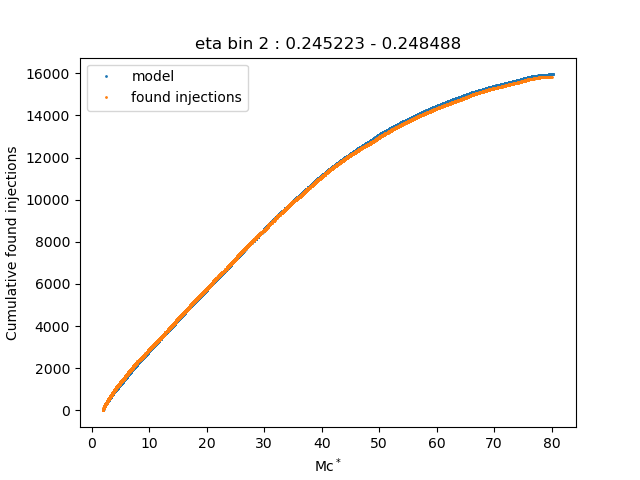 eta bin 2 : 0.245223 - 0.248488
model
found injections
Cumulative found injections
16000
14000
12000
10000
8000
6000
4000
2000
0
0 10 20 30 40 50 60 70 80
Mc*